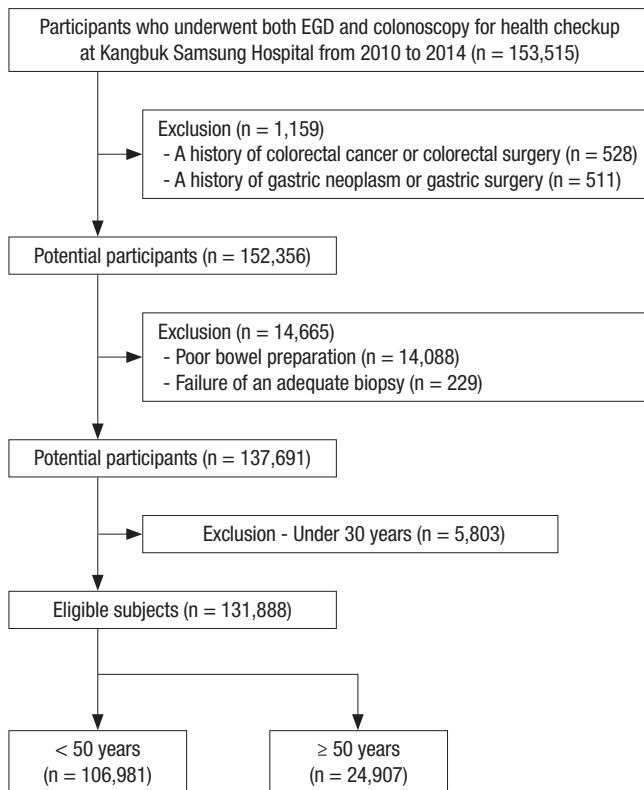 Participants who underwent both EGD and colonoscopy for health checkup
at Kangbuk Samsung Hospital from 2010 to 2014 (n = 153,515)
Exclusion (n = 1,159)
- A history of colorectal cancer or colorectal surgery (n = 528)
- A history of gastric neoplasm or gastric surgery (n = 511)
Potential participants (n = 152,356)
Exclusion (n = 14,665)
- Poor bowel preparation (n = 14,088)
- Failure of an adequate biopsy (n = 229)
Potential participants (n = 137,691)
Exclusion - Under 30 years (n = 5,803)
Eligible subjects (n = 131,888)
< 50 years
(n = 106,981)
≥ 50 years
(n = 24,907)